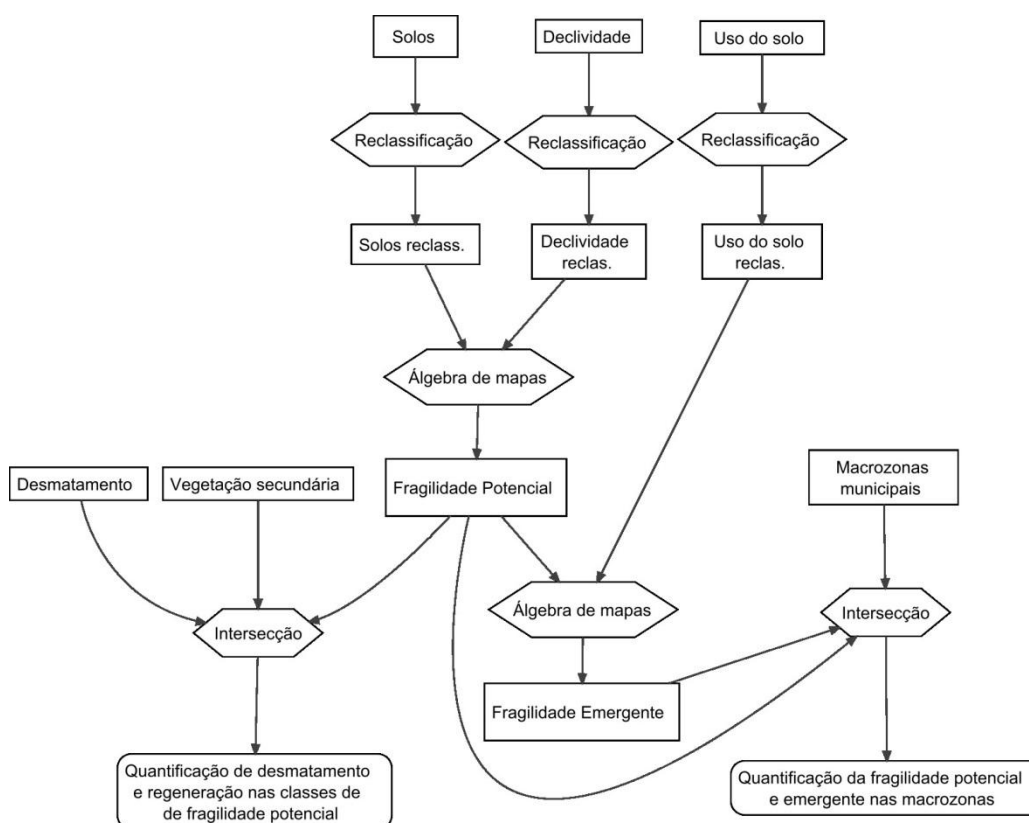 Solos
Declividade
Uso do solo
Reclassificação
Reclassificação
Reclassificação
Solos reclass.
Declividade
reclas.
Uso do solo
reclas.
Álgebra de mapas
Desmatamento
Vegetação secundária
Fragilidade Potencial
Macrozonas
municipais
Intersecção
Álgebra de mapas
Intersecção
Fragilidade Emergente
Quantificação de desmatamento
e regeneração nas classes de
de fragilidade potencial
Quantificação da fragilidade potencial
e emergente nas macrozonas